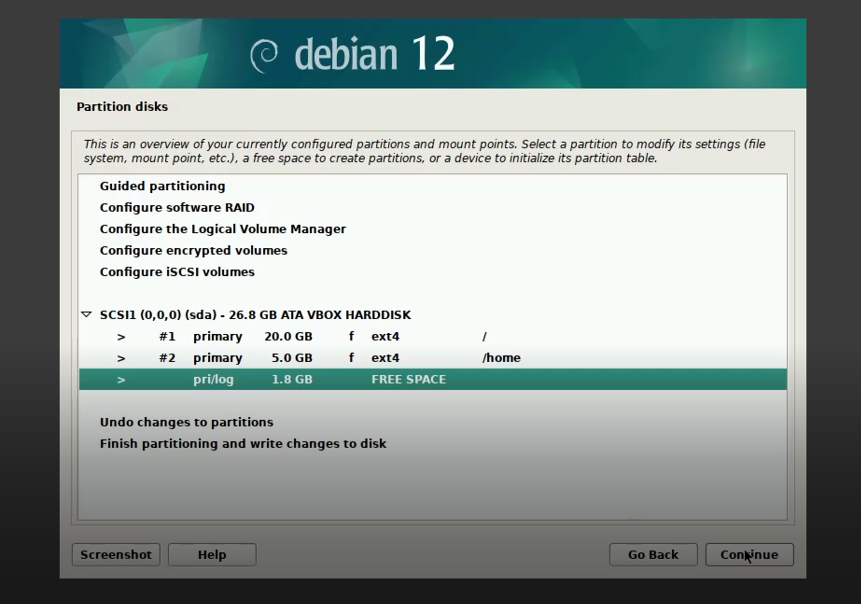 debian 12
Partition disks
This is an overview of your currently configured partitions and mount points. Select a partition to modify its settings (file
system, mount point, etc.), a free space to create partitions, or a device to initialize its partition table.
Guided partitioning
Configure software RAID
Configure the Logical Volume Manager
Configure encrypted volumes
Configure iSCSI volumes
SCSI1 (0,0,0) (sda) - 26.8 GB ATA VBOX HARDDISK
> #1 primary 20.0 GB f ext4 /
> #2 primary 5.0 GB f ext4 /home
> pri/log 1.8 GB FREE SPACE
Undo changes to partitions
Finish partitioning and write changes to disk
Screenshot Help Go Back Continue